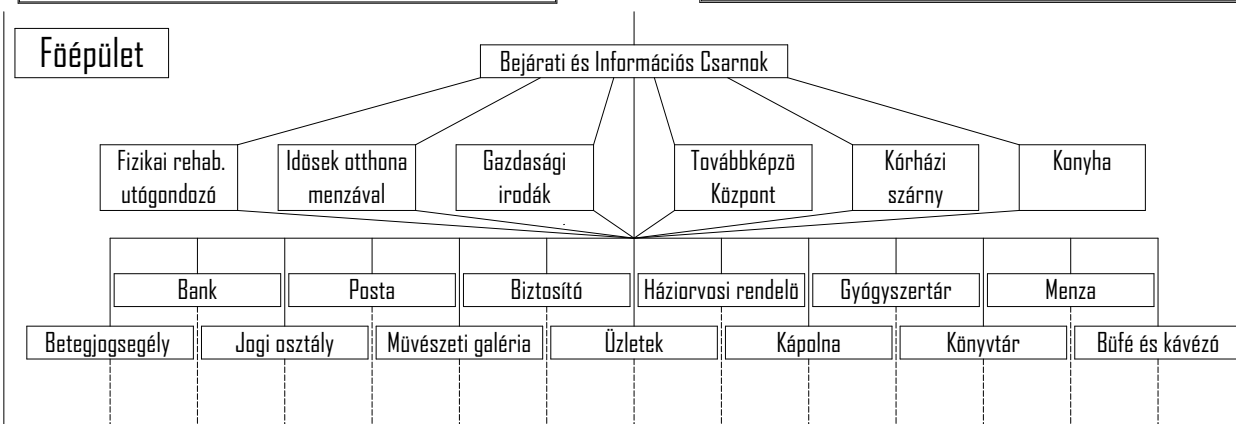 Föépület
Bejárati és Információs Csarnok
Fizikai rehab.
utógondozó
Idösek otthona
menzával
Gazdasági
irodák
Továbbképzö
Központ
Kórházi
szárny
Konyha
Bank
Posta
Biztosító
Háziorvosi rendelö
Gyógyszertár
Menza
Betegjogsegély
Jogi osztály
Müvészeti galéria
Üzletek
Kápolna
Könyvtár
Büfé és kávézó